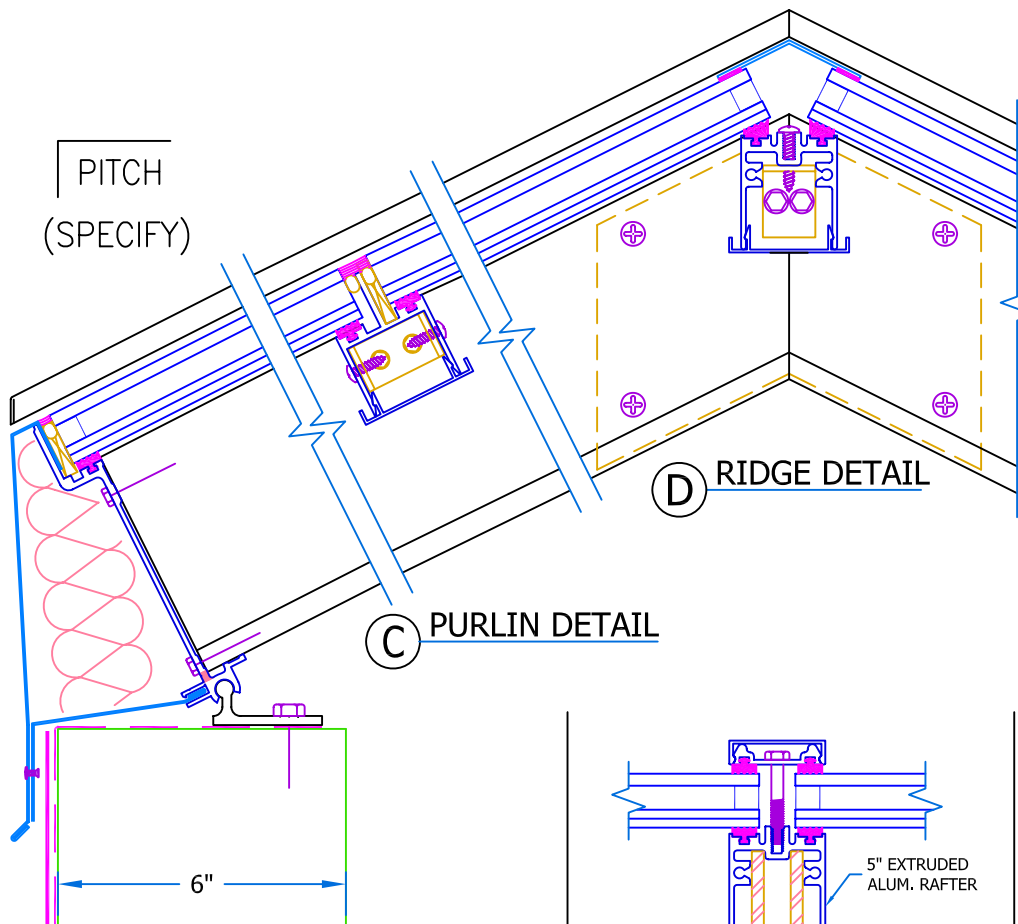 PITCH
(SPECIFY)
D RIDGE DETAIL
C PURLIN DETAIL
6"
5" EXTRUDED
ALUM. RAFTER